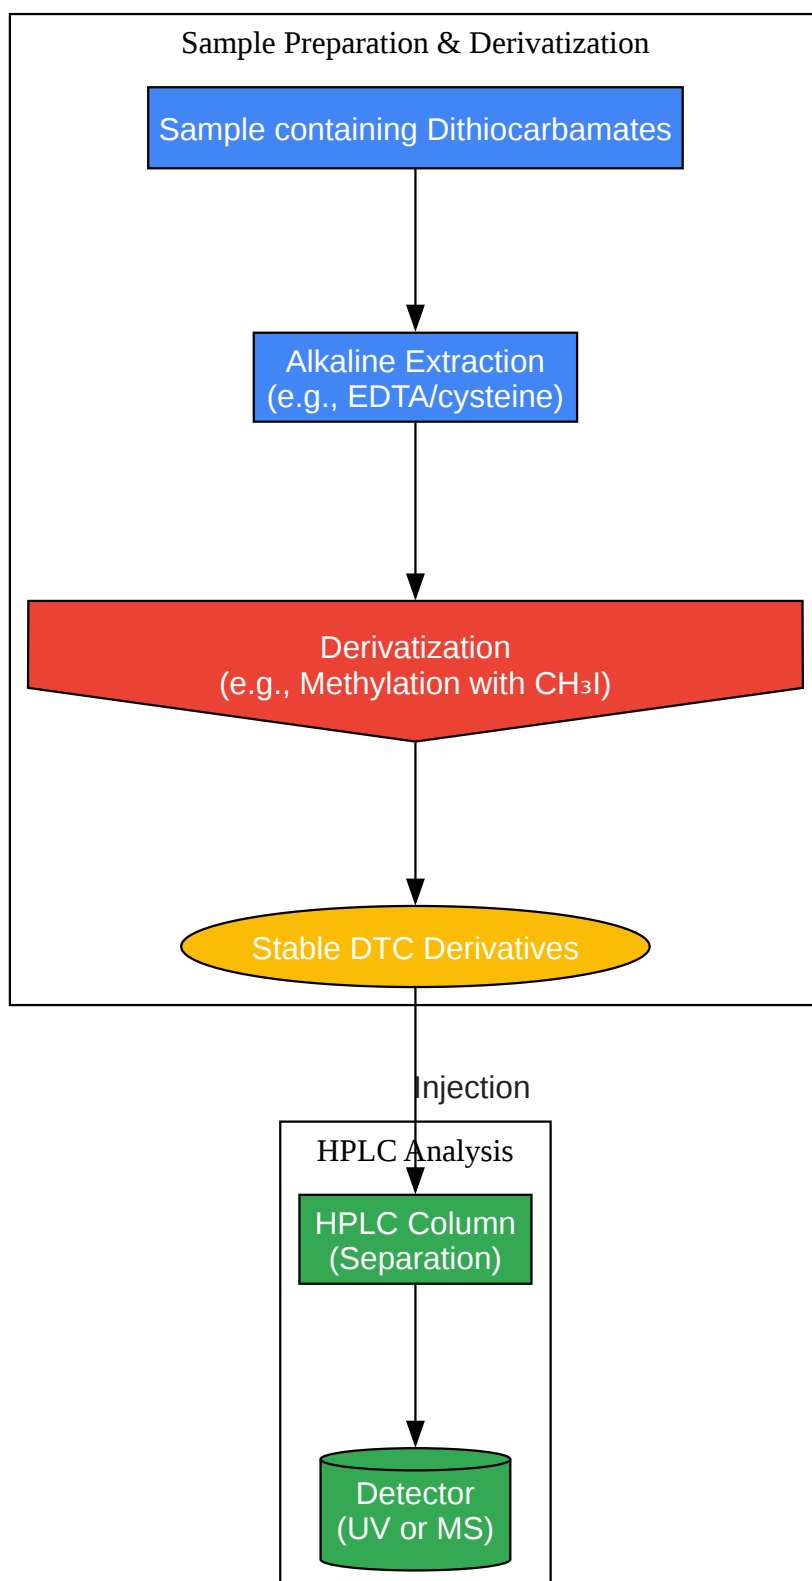 Sample Preparation & Derivatization
Sample containing Dithiocarbamates
Alkaline Extraction
(e.g., EDTA/cysteine)
Derivatization
(e.g., Methylation with CH₃I)
Stable DTC Derivatives
Injection
HPLC Analysis
HPLC Column
(Separation)
Detector
(UV or MS)